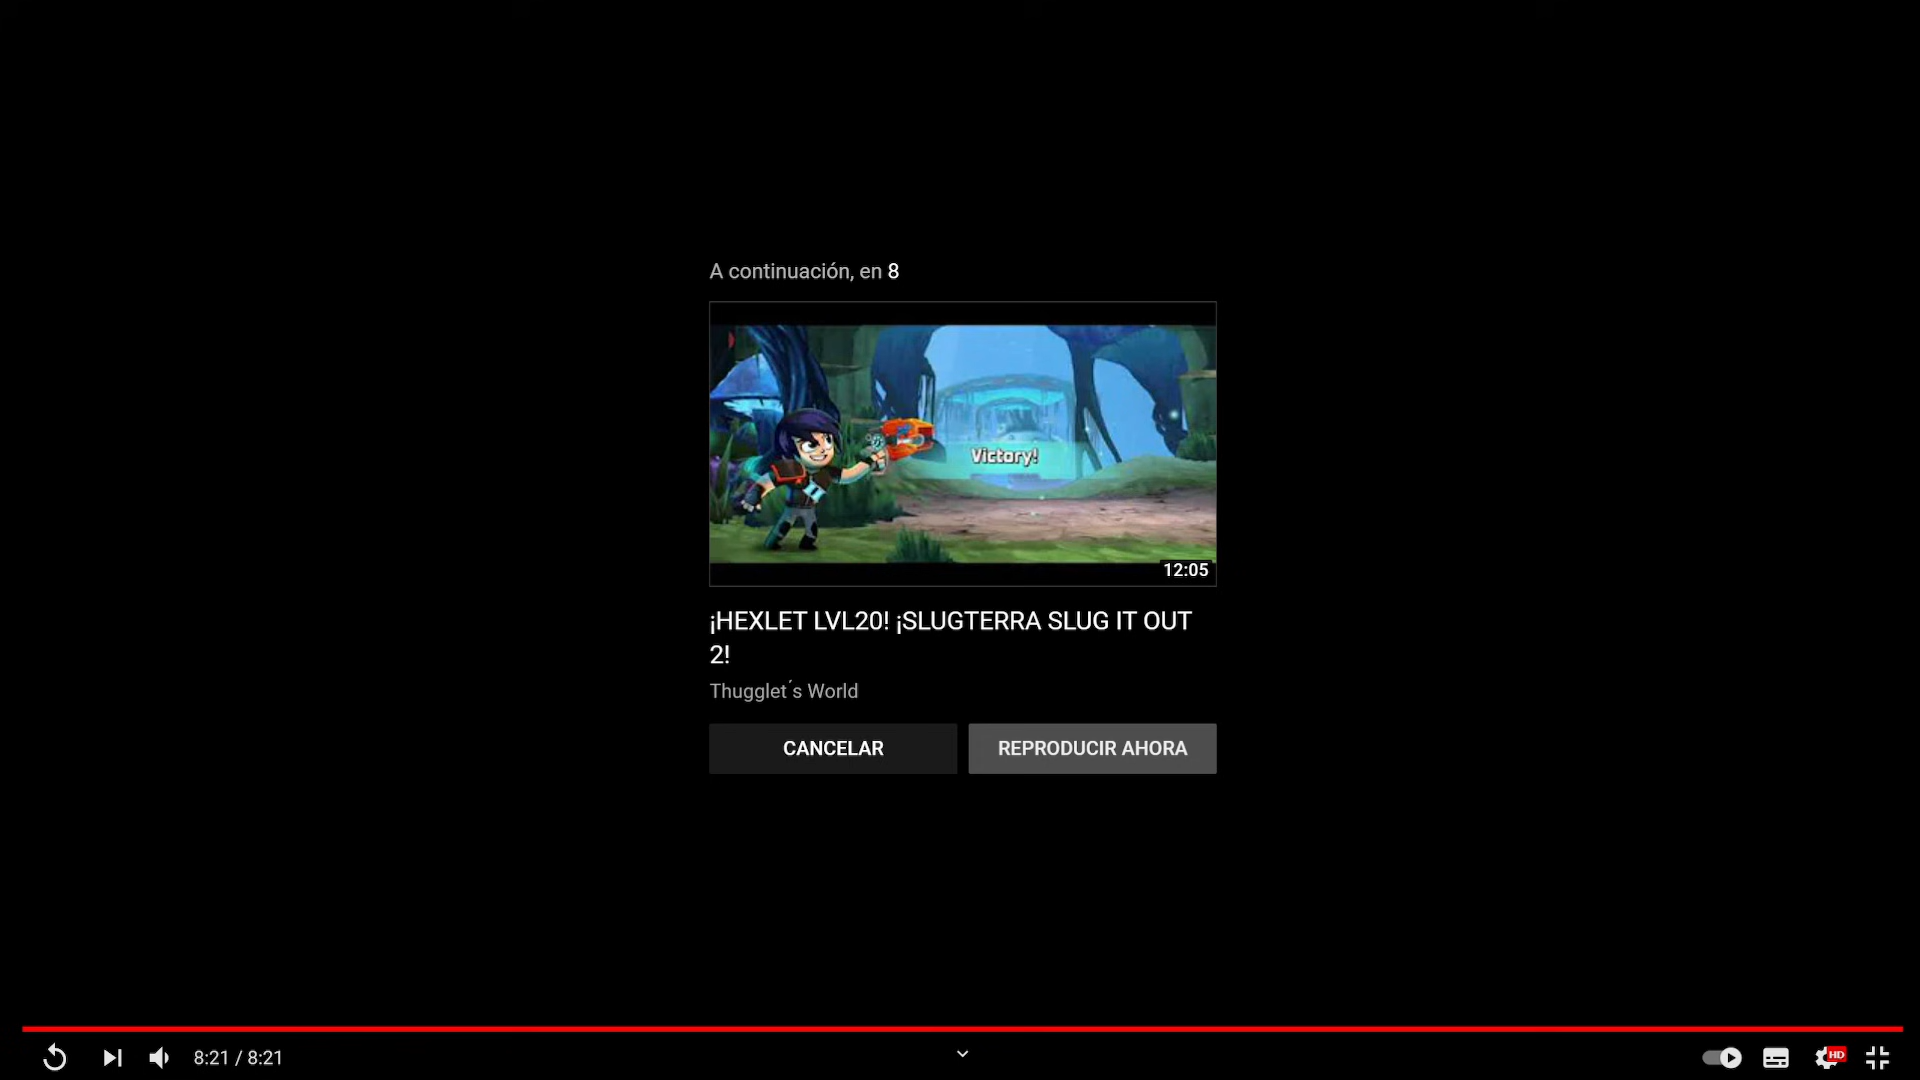 A continuación, en 8
Victory!
12:05
¡HEXLET LVL20! ¡SLUGTERRA SLUG IT OUT
2!
Thugglet´s World
CANCELAR
REPRODUCIR AHORA
8:21 / 8:21
HD